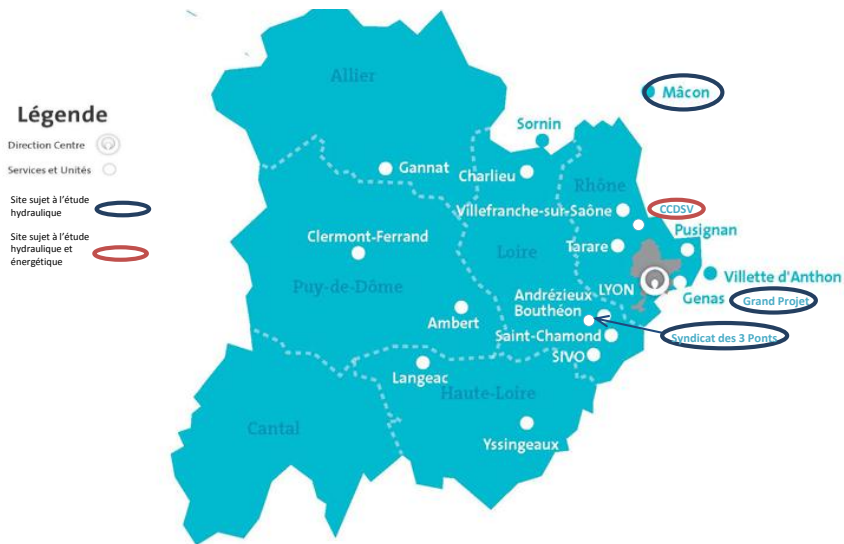 Légende
Direction Centre
Services et Unités
Site sujet à l'étude
hydraulique
Site sujet à l'étude
hydraulique et
énergétique
Allier
Mâcon
Sornin
Gannat
Charlieu
Rhône
Villefranche-sur-Saône
CCDSV
Pusignan
Clermont-Ferrand
Tarare
Loire
Puy-de-Dôme
LYON
Villette d'Anthon
Genas
Grand Projet
Andrézieux
Bouthéon
Ambert
Saint-Chamond
Syndicat des 3 Ponts
SIVO
Langeac
Haute-Loire
Cantal
Yssingeaux